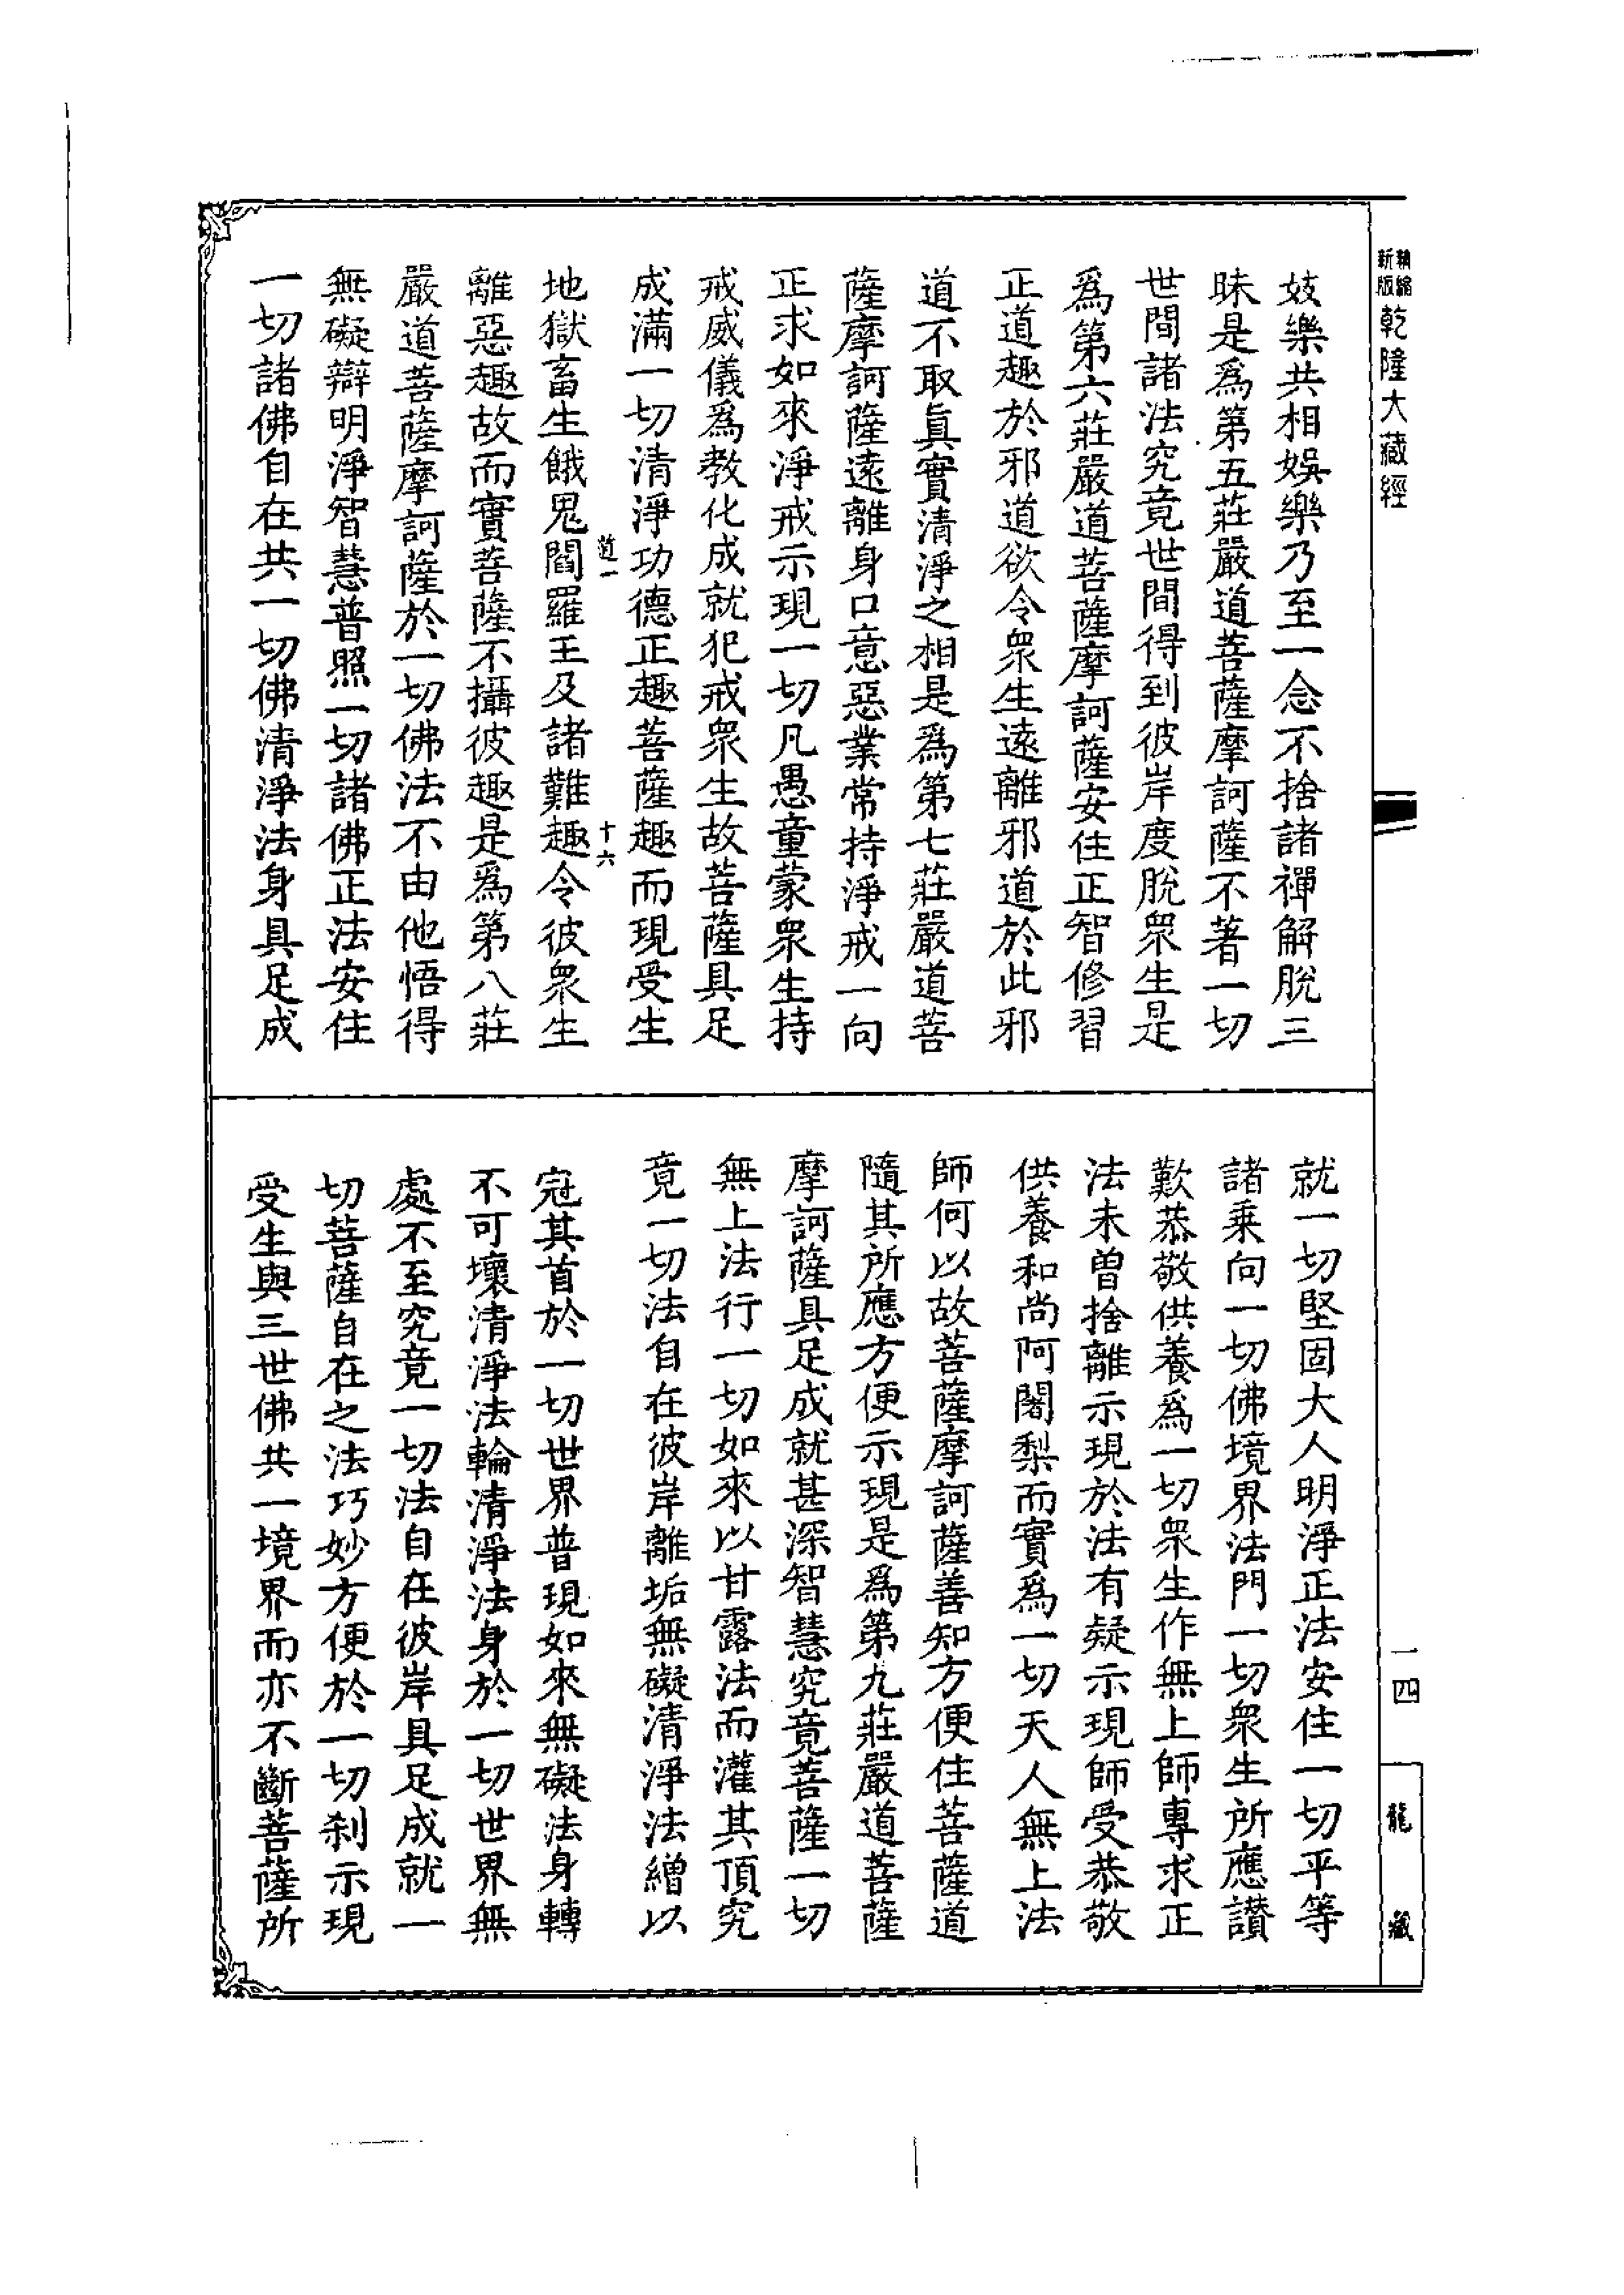 新編縮版乾隆大藏經
妓樂共相娛樂乃至一念不捨諸禪解脫三
昧是爲第五莊嚴道菩薩摩訶薩不著一切
世間諸法究竟世間得到彼岸度脫衆生是
爲第六莊嚴道菩薩摩訶薩安住正智修習
正道趣於邪道欲令衆生遠離邪道於此邪
道不取眞實清淨之相是爲第七莊嚴道菩
薩摩訶薩遠離身口意惡業常持淨戒一向
正求如來淨戒示現一切凡愚童蒙衆生持
戒威儀爲教化成就犯戒衆生故菩薩具足
成滿一切清淨功德正趣菩薩趣而現受生
道一 十六
地獄畜生餓鬼閻羅王及諸難趣令彼衆生
離惡趣故而實菩薩不攝彼趣是爲第八莊
嚴道菩薩摩訶薩於一切佛法不由他悟得
無礙辯明淨智慧普照一切諸佛正法安住
一切諸佛自在共一切佛清淨法身具足成
就一切堅固大人明淨正法安住一切平等
諸乗向一切佛境界法門一切衆生所應讃
歎恭敬供養爲一切衆生作無上師專求正
法未曾捨離示現於法有疑示現師受恭敬
供養和尚阿闍梨而實爲一切天人無上法
師何以故菩薩摩訶薩善知方便住菩薩道
隨其所應方便示現是爲第九莊嚴道菩薩
摩訶薩具足成就甚深智慧究竟菩薩一切
無上法行一切如來以甘露法而灌其頂究
竟一切法自在彼岸離垢無礙清淨法繒以
冠其首於一切世界普現如來無礙法身轉
不可壞清淨法輪清淨法身於一切世界無
處不至究竟一切法自在彼岸具足成就一
切菩薩自在之法巧妙方便於一切刹示現
受生與三世佛共一境界而亦不斷菩薩所
一四
龍藏